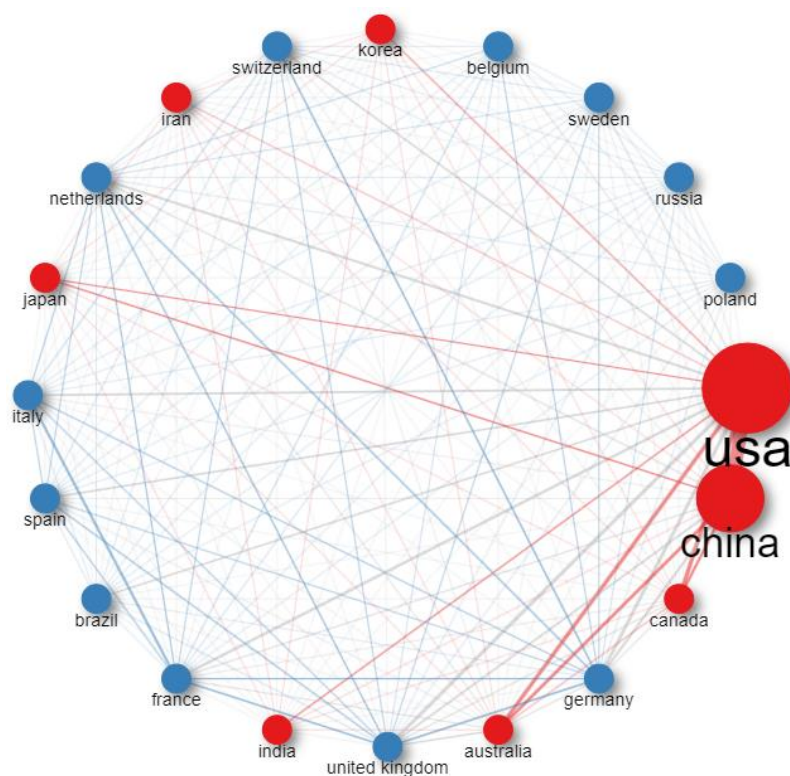 korea
switzerland
belgium
iran
sweden
netherlands
russia
japan
poland
italy
usa
spain
china
brazil
canada
france
germany
india
australia
united kingdom